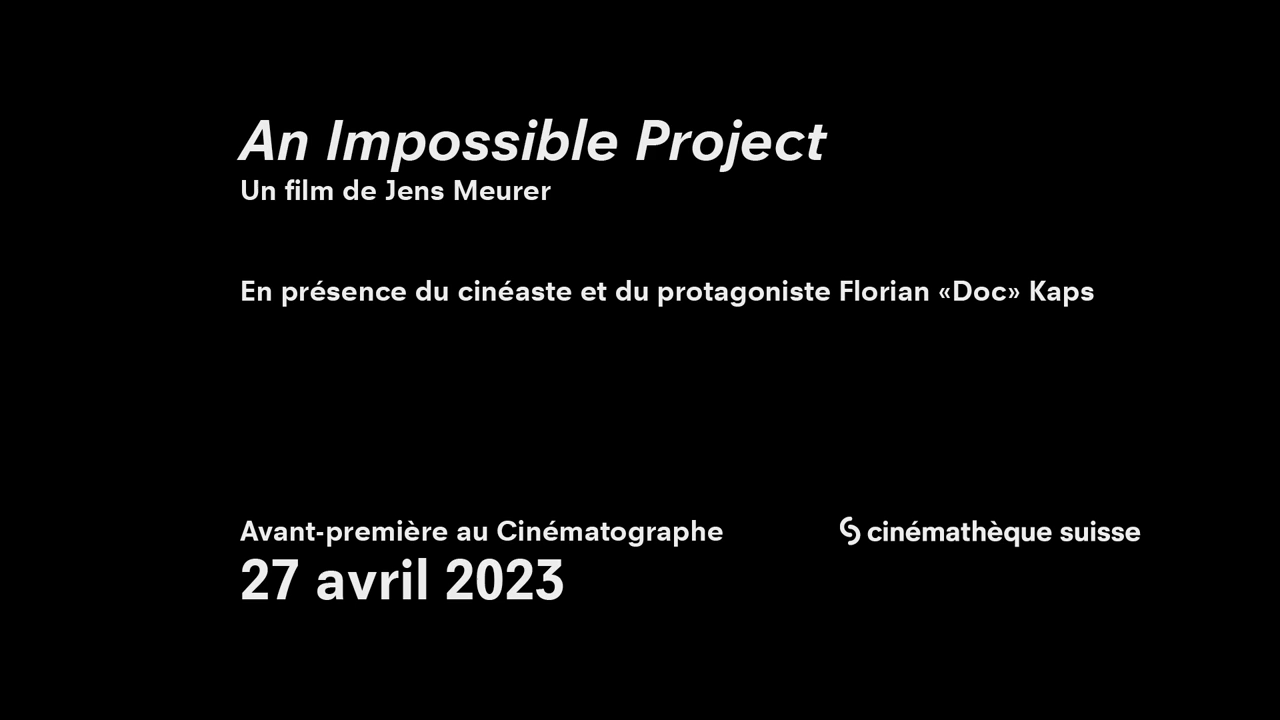 An Impossible Project
Un film de Jens Meurer
En présence du cinéaste et du protagoniste Florian «Doc» Kaps
Avant-première au Cinématographe
27 avril 2023
cinémathèque suisse